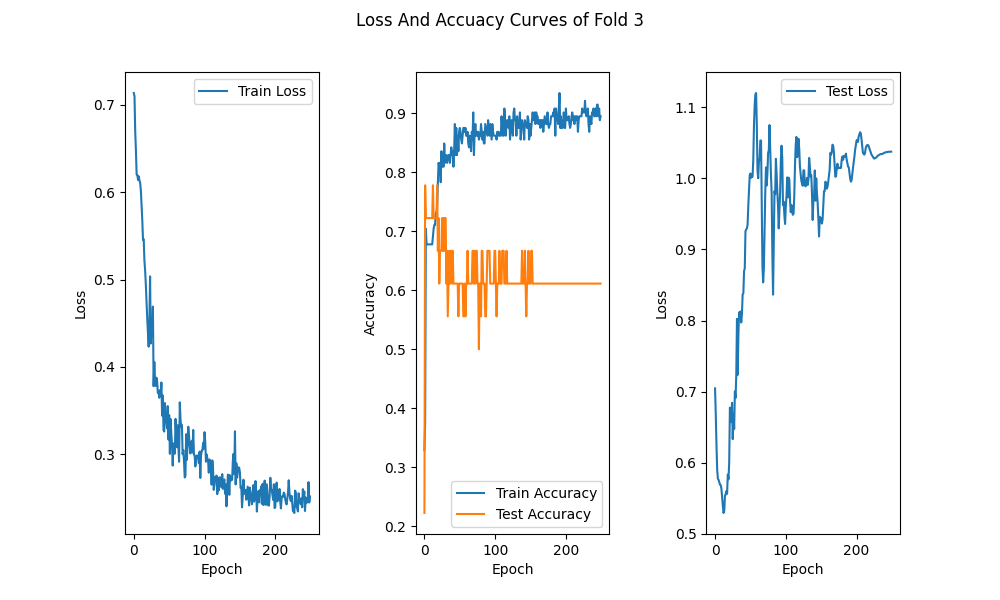 Loss And Accuacy Curves of Fold 3
Train Loss
0.7
0.6
0.5
0.4
0.3
Loss
0
100
200
Epoch
0.9
0.8
0.7
0.6
0.5
0.4
0.3
0.2
Accuracy
Train Accuracy
Test Accuracy
0
100
200
Epoch
Test Loss
1.1
1.0
0.9
0.8
0.7
0.6
0.5
Loss
0
100
200
Epoch